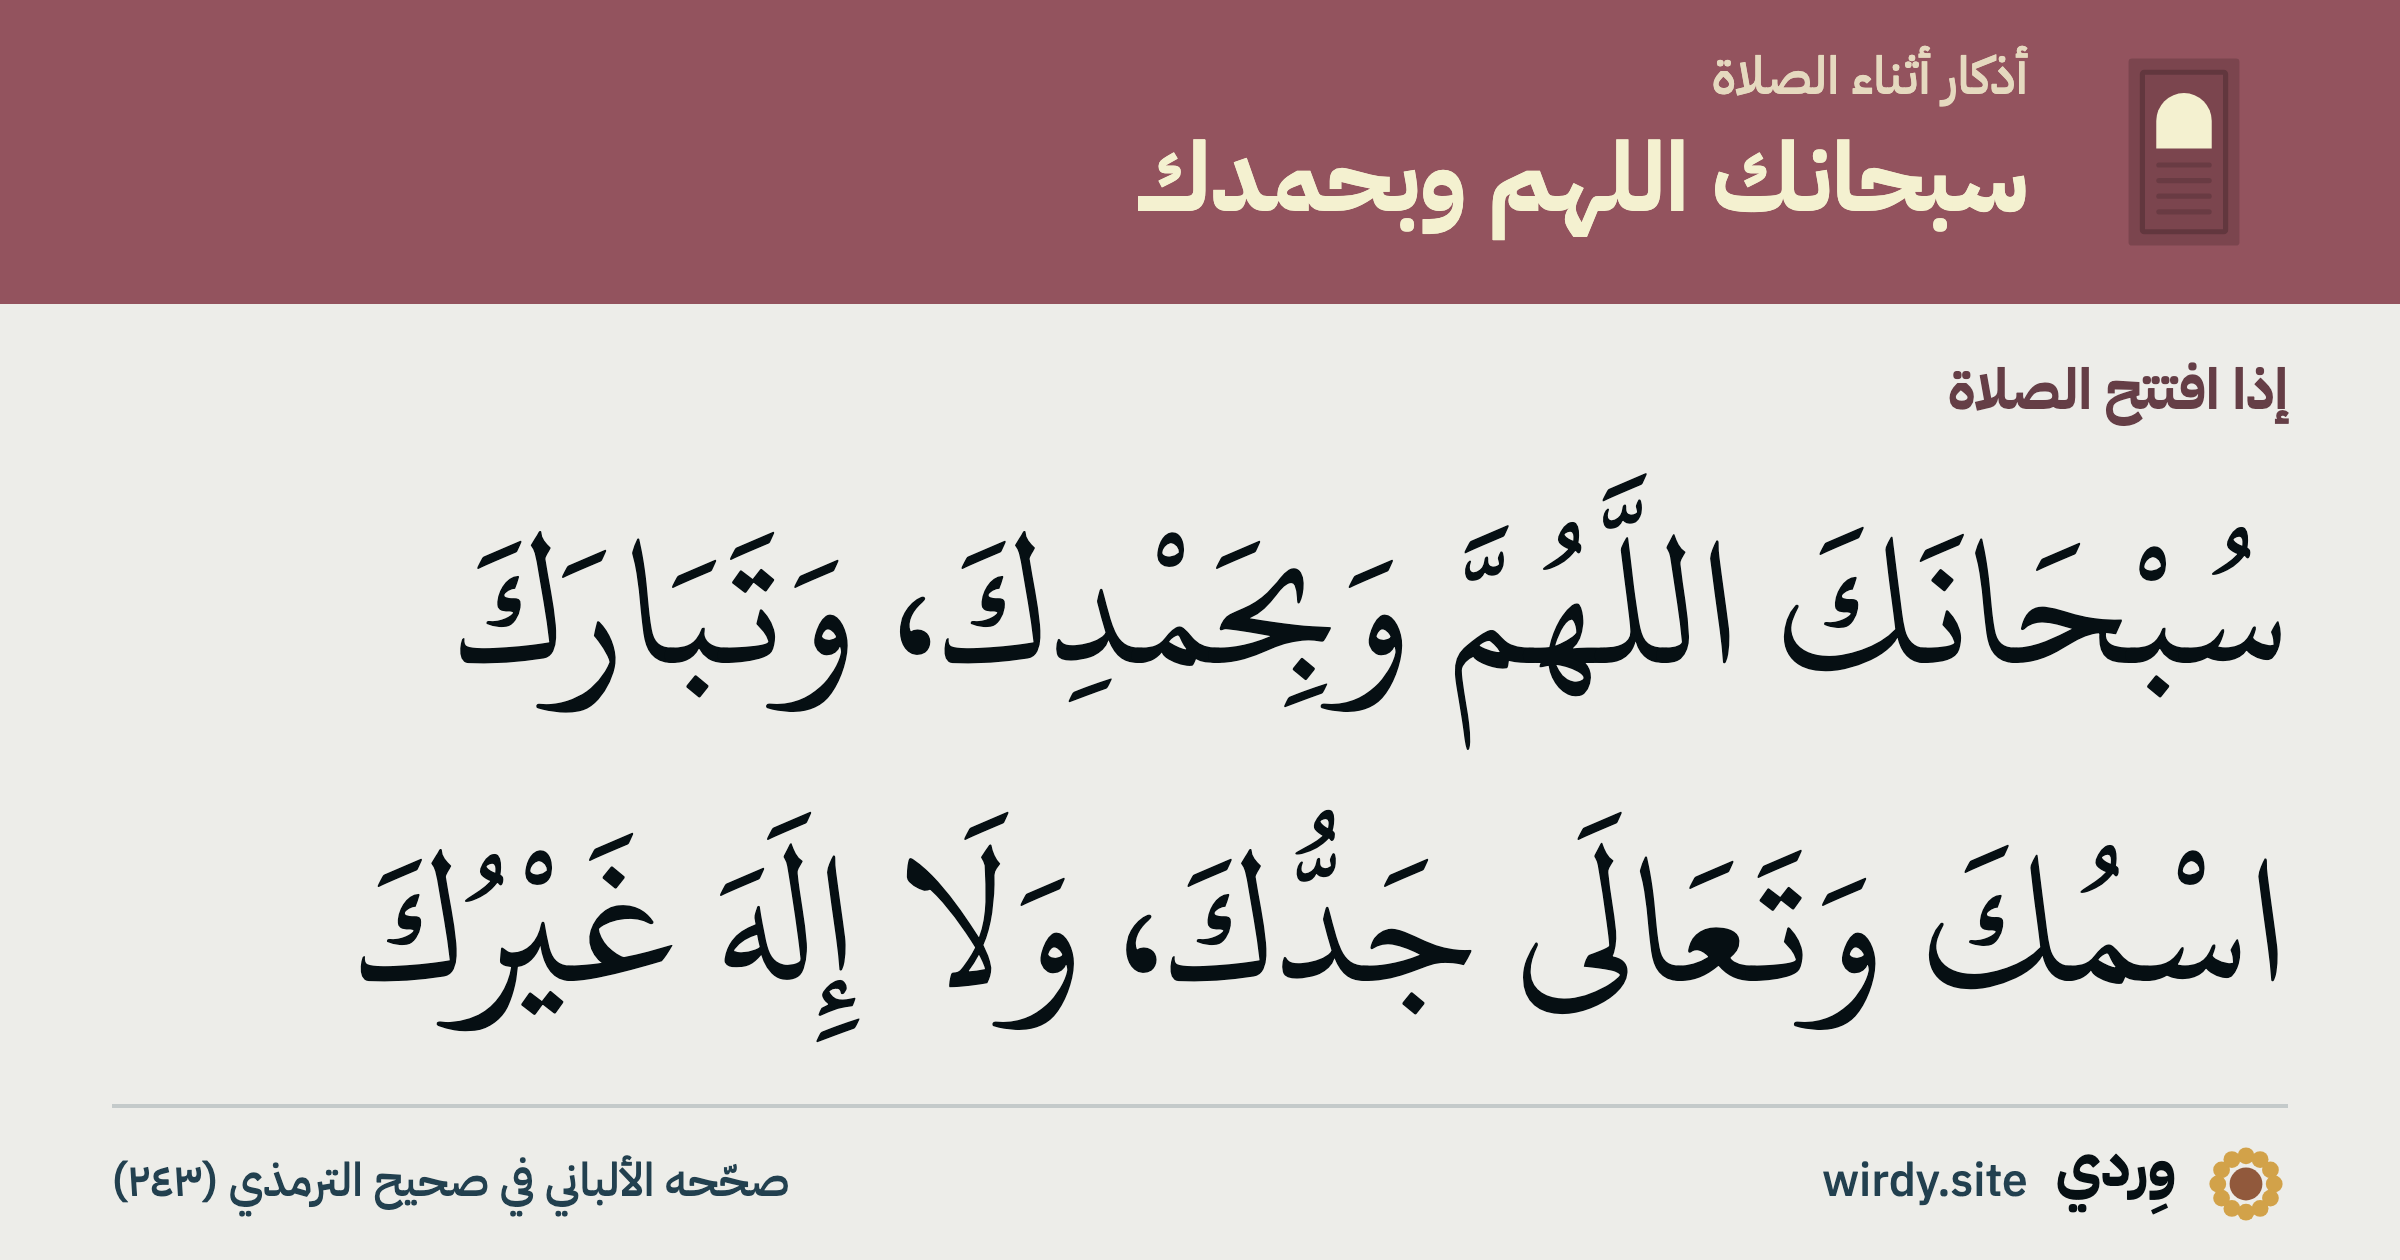 أذكار أثناء الصلاة
سبحانك اللهم وبحمدك
إذا افتتح الصلاة
سُبْحَانَكَ اللَّهُمَّ وَبِحَمْدِكَ، وَتَبَارَكَ
اسْمُكَ وَتَعَالَى جَدُّكَ، وَلَا إِلَهَ غَيْرُكَ
وِردي wirdy.site
صحّحه الألباني في صحيح الترمذي (٢٤٣)